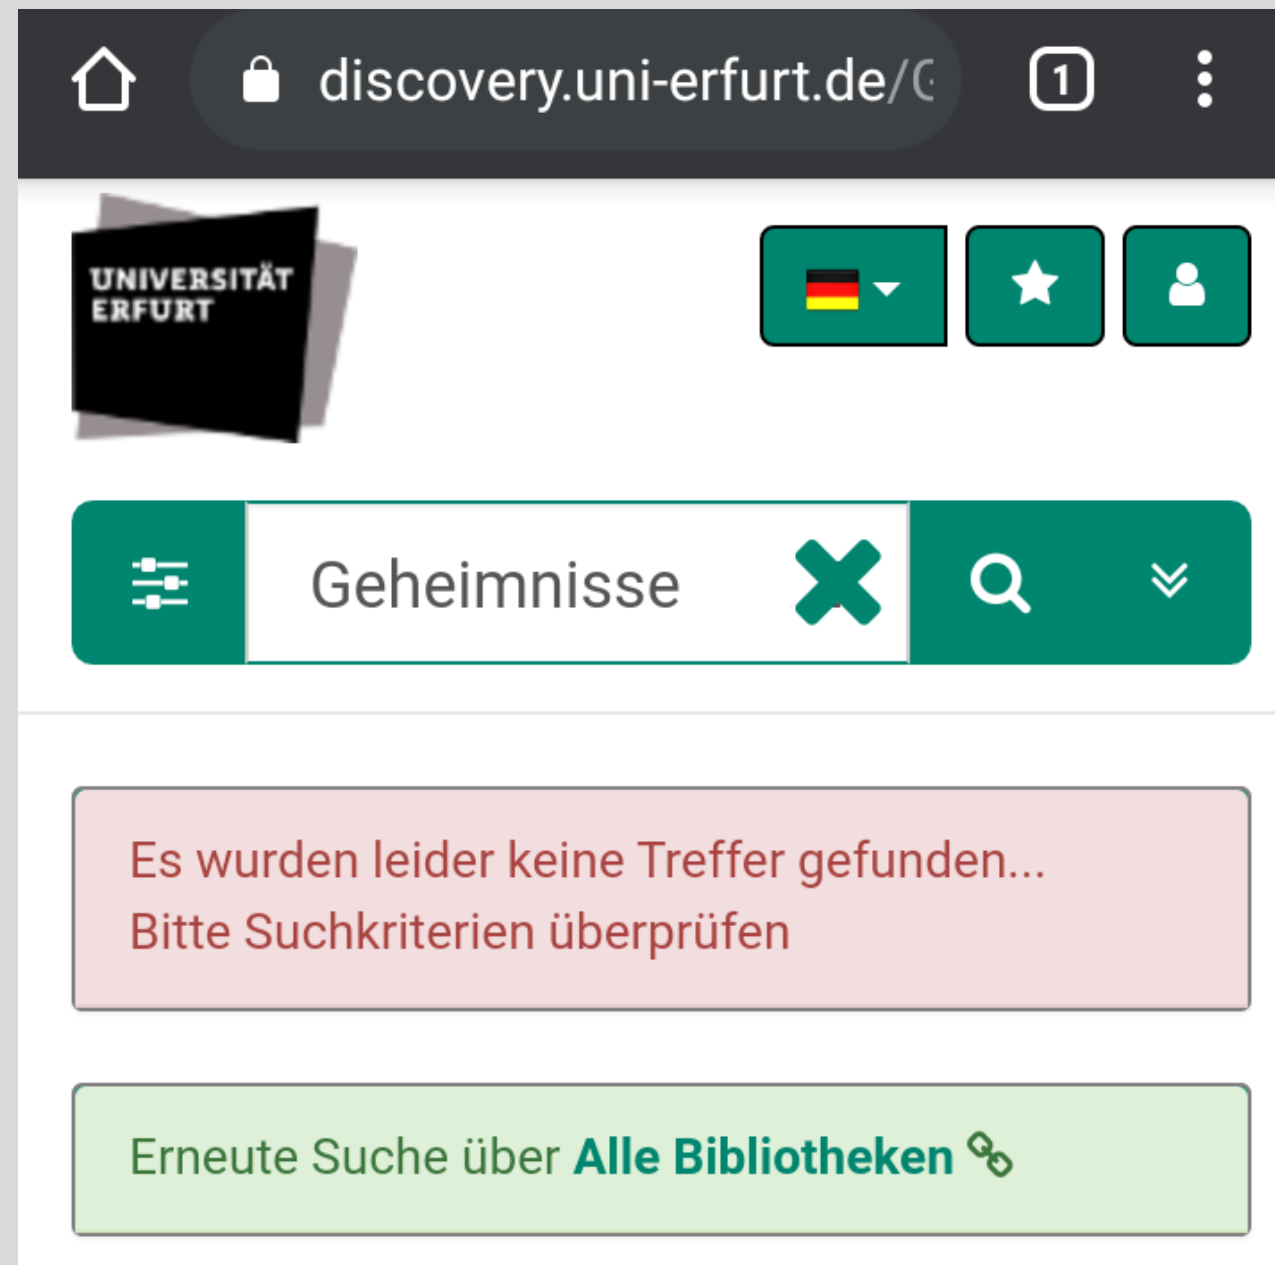 discovery.uni-erfurt.de/
1
UNIVERSITÄT
ERFURT
Geheimnisse
Es wurden leider keine Treffer gefunden...
Bitte Suchkriterien überprüfen
Erneute Suche über Alle Bibliotheken